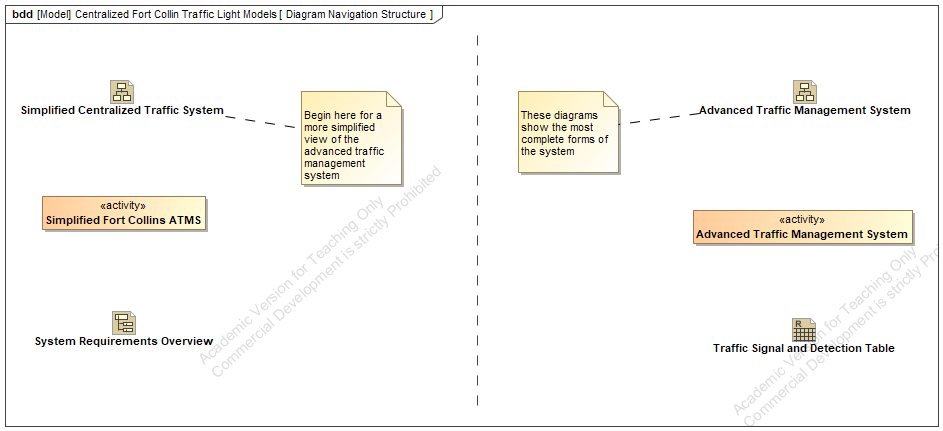 bdd [Model] Centralized Fort Collin Traffic Light Models [ Diagram Navigation Structure ]
Simplified Centralized Traffic System
Begin here for a
more simplified
view of the
advanced traffic
management
system
«activity»
Simplified Fort Collins ATMS
System Requirements Overview
Academic Version for Teaching Only
Commercial Development is strictly Prohibited
Advanced Traffic Management System
These diagrams
show the most
complete forms of
the system
«activity»
Advanced Traffic Management System
R
Traffic Signal and Detection Table
Academic Version for Teaching Only
Commercial Development is strictly Pro